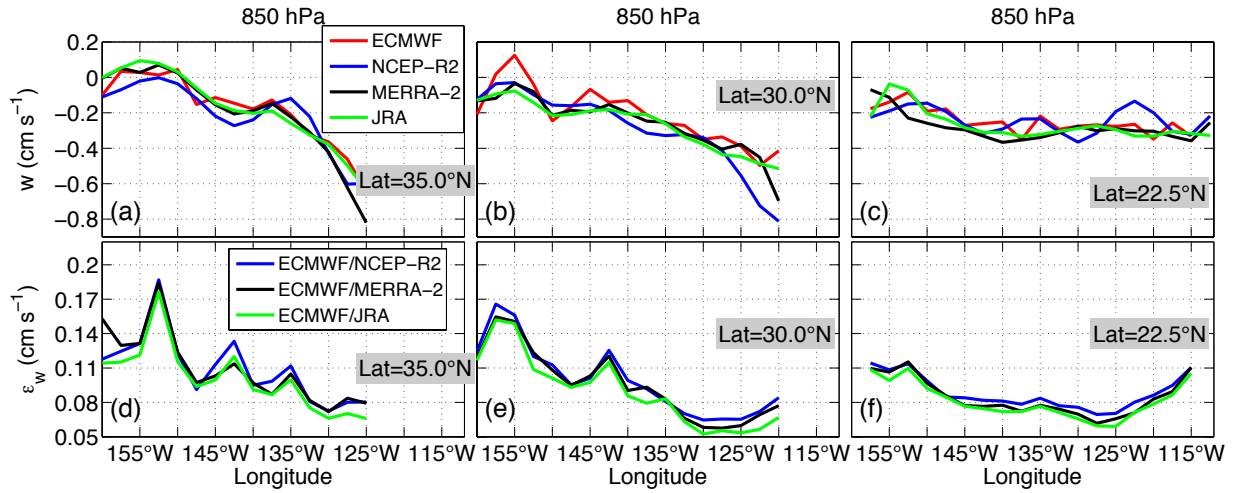 850 hPa
850 hPa
850 hPa
0.2
0
−0.2
−0.4
−0.6
−0.8
w (cm s⁻¹)
ECMWF
NCEP−R2
MERRA−2
JRA
Lat=35.0°N
(a)
Lat=30.0°N
(b)
Lat=22.5°N
(c)
0.2
0.17
0.14
0.11
0.08
0.05
ε_w (cm s⁻¹)
ECMWF/NCEP−R2
ECMWF/MERRA−2
ECMWF/JRA
Lat=35.0°N
(d)
Lat=30.0°N
(e)
Lat=22.5°N
(f)
155°W 145°W 135°W 125°W 115°W
155°W 145°W 135°W 125°W 115°W
155°W 145°W 135°W 125°W 115°W
Longitude
Longitude
Longitude